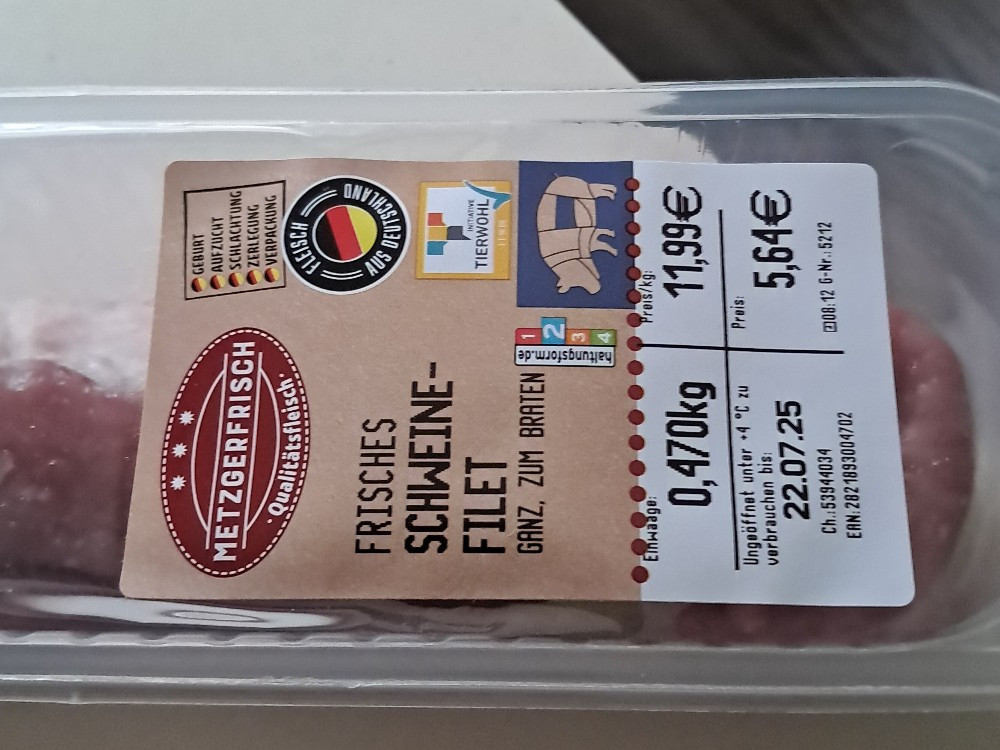 METZGERFRISCH
· Qualitätsfleisch ·
GEBURT
AUFZUCHT
SCHLACHTUNG
ZERLEGUNG
VERPACKUNG
FLEISCH
AUS DEUTSCHLAND
FRISCHES
SCHWEINE-
FILET
GANZ, ZUM BRATEN
INITIATIVE
TIERWOHL
haltungsform.de
1
2
3
4
Einwaage:
0,470kg
Preis/kg:
11,99€
Ungeöffnet unter +4 °C zu
verbrauchen bis:
22.07.25
Preis:
5,64€
Ch.:53944034
EAN:2821893004702
08:12 G-Nr.:5212